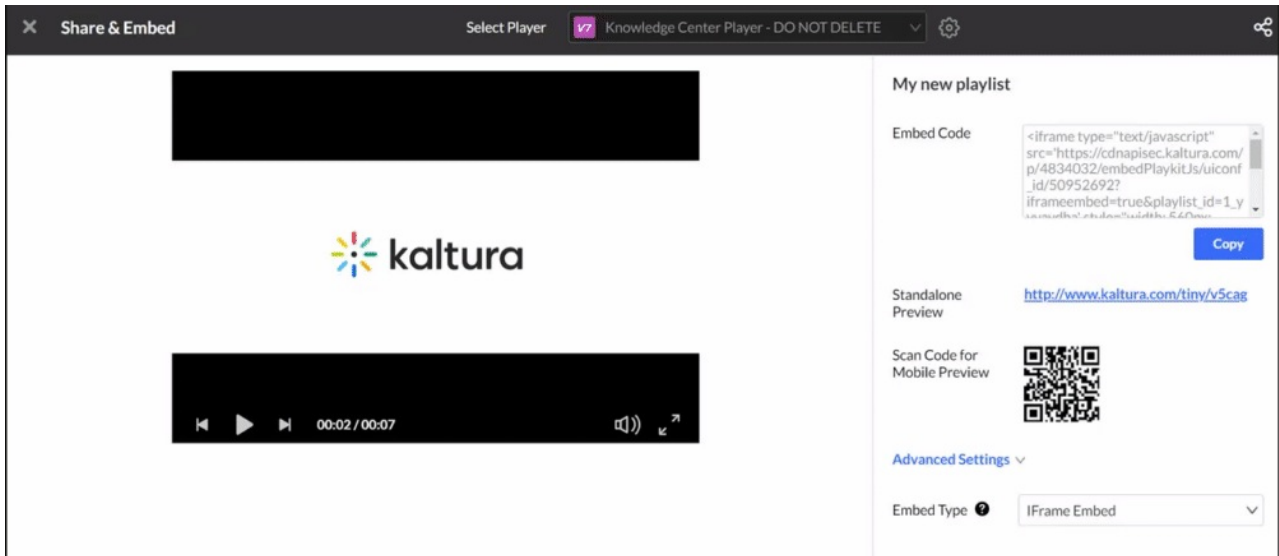 Share & Embed
Select Player
V7
Knowledge Center Player - DO NOT DELETE
My new playlist
Embed Code
<iframe type="text/javascript"
src='https://cdnapisec.kaltura.com/
p/4834032/embedPlaykitJs/uiconf
_id/50952692?
iframeembed=true&playlist_id=1_y
style="width: 560px;
Copy
kaltura
Standalone
Preview
http://www.kaltura.com/tiny/v5cag
Scan Code for
Mobile Preview
00:02 / 00:07
Advanced Settings
Embed Type ?
IFrame Embed